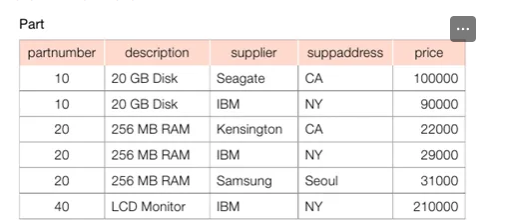 Part
partnumber description supplier suppaddress price
10 20 GB Disk Seagate CA 100000
10 20 GB Disk IBM NY 90000
20 256 MB RAM Kensington CA 22000
20 256 MB RAM IBM NY 29000
20 256 MB RAM Samsung Seoul 31000
40 LCD Monitor IBM NY 210000